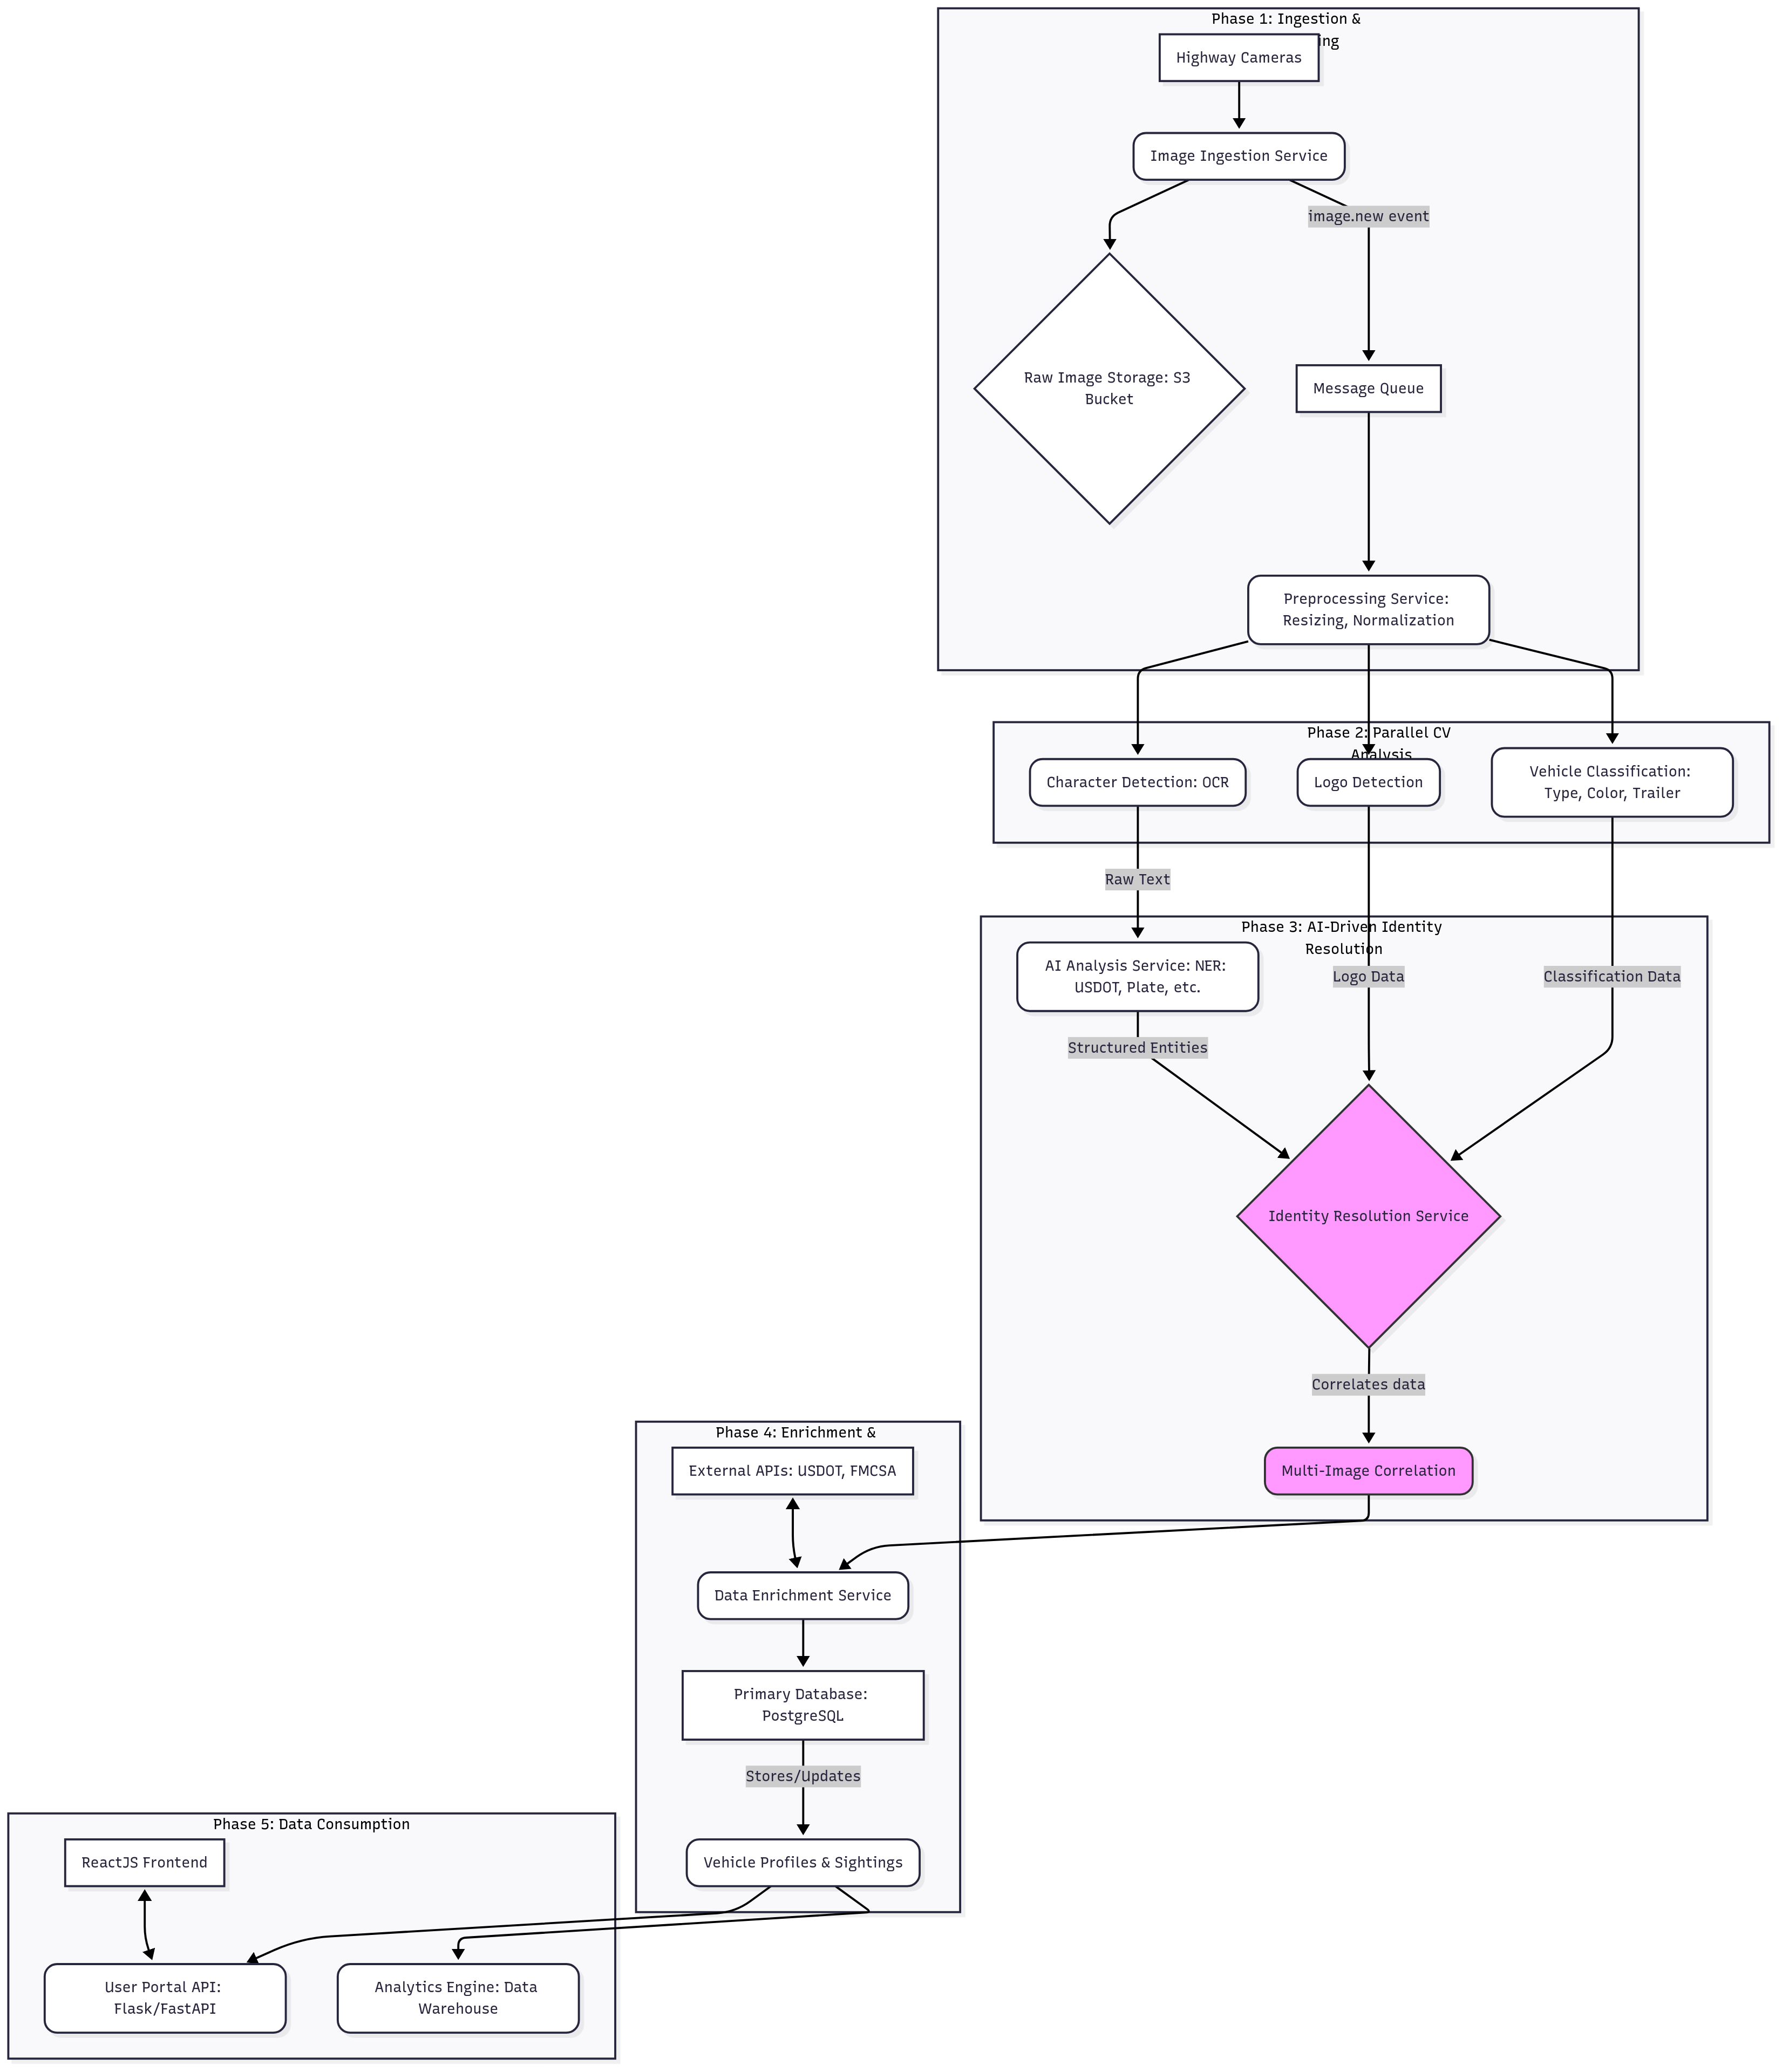 Phase 1: Ingestion &
ing
Highway Cameras
Image Ingestion Service
image.new event
Raw Image Storage: S3
Bucket
Message Queue
Preprocessing Service:
Resizing, Normalization
Phase 2: Parallel CV
Analysis
Character Detection: OCR
Logo Detection
Vehicle Classification:
Type, Color, Trailer
Raw Text
Phase 3: AI-Driven Identity
Resolution
AI Analysis Service: NER:
USDOT, Plate, etc.
Logo Data
Classification Data
Structured Entities
Identity Resolution Service
Correlates data
Multi-Image Correlation
Phase 4: Enrichment &
External APIs: USDOT, FMCSA
Data Enrichment Service
Primary Database:
PostgreSQL
Stores/Updates
Vehicle Profiles & Sightings
Phase 5: Data Consumption
ReactJS Frontend
User Portal API:
Flask/FastAPI
Analytics Engine: Data
Warehouse